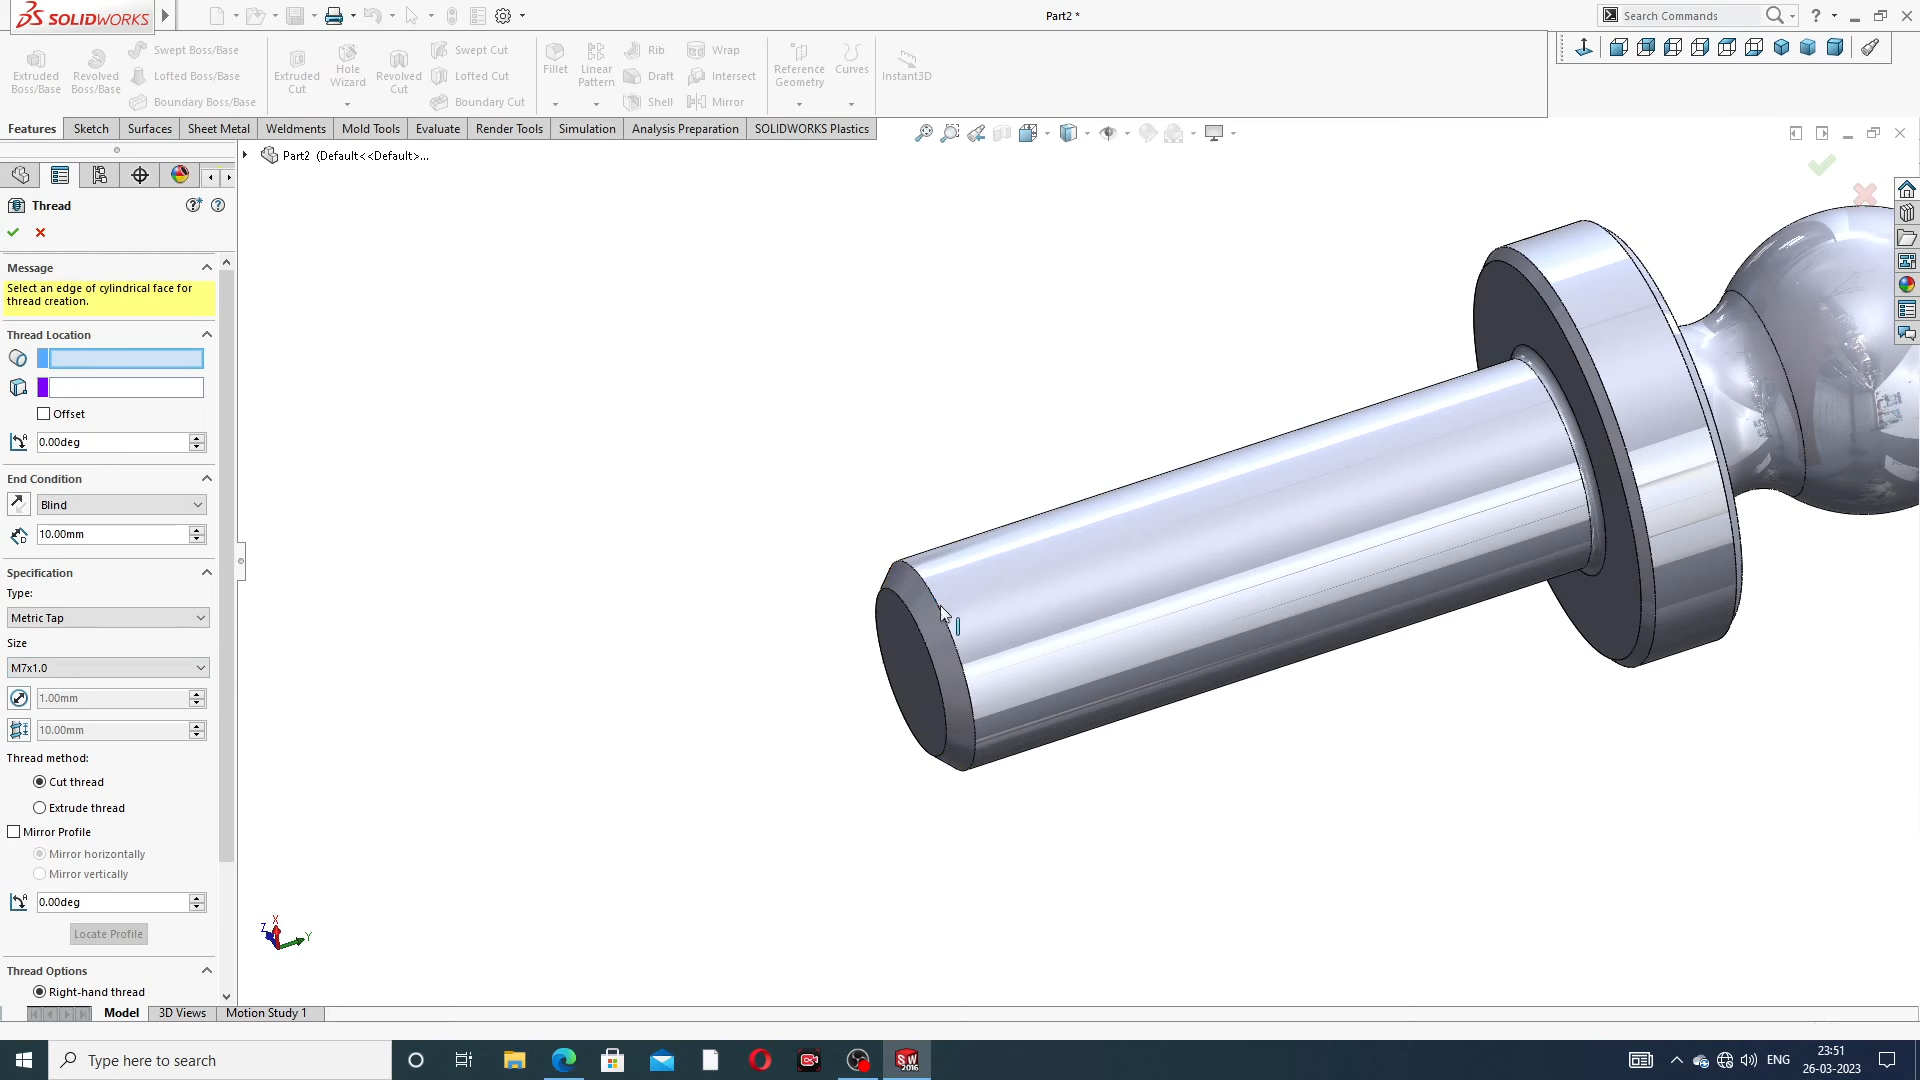 SOLIDWORKS
Part2 *
Search Commands
Extruded Boss/Base
Revolved Boss/Base
Swept Boss/Base
Lofted Boss/Base
Boundary Boss/Base
Extruded Cut
Hole Wizard
Revolved Cut
Swept Cut
Lofted Cut
Boundary Cut
Fillet
Linear Pattern
Rib
Draft
Shell
Wrap
Intersect
Mirror
Reference Geometry
Curves
Instant3D
Features
Sketch
Surfaces
Sheet Metal
Weldments
Mold Tools
Evaluate
Render Tools
Simulation
Analysis Preparation
SOLIDWORKS Plastics
Part2 (Default<<Default>...
Thread
Message
Select an edge of cylindrical face for
thread creation.
Thread Location
Offset
0.00deg
End Condition
Blind
10.00mm
Specification
Type:
Metric Tap
Size
M7x1.0
1.00mm
10.00mm
Thread method:
Cut thread
Extrude thread
Mirror Profile
Mirror horizontally
Mirror vertically
0.00deg
Locate Profile
Thread Options
Right-hand thread
X
Y
Z
Model
3D Views
Motion Study 1
Type here to search
SW
2016
ENG
23:51
26-03-2023